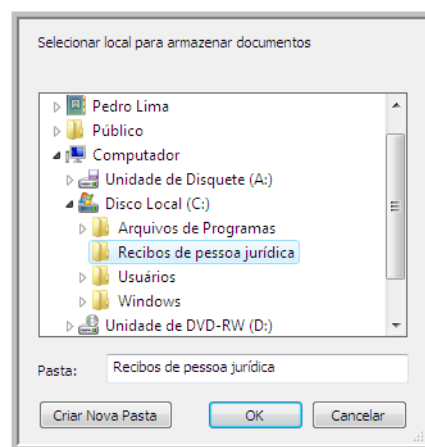 Selecionar local para armazenar documentos
Pedro Lima
Público
Computador
Unidade de Disquete (A:)
Disco Local (C:)
Arquivos de Programas
Recibos de pessoa jurídica
Usuários
Windows
Unidade de DVD-RW (D:)
Pasta: Recibos de pessoa jurídica
Criar Nova Pasta OK Cancelar